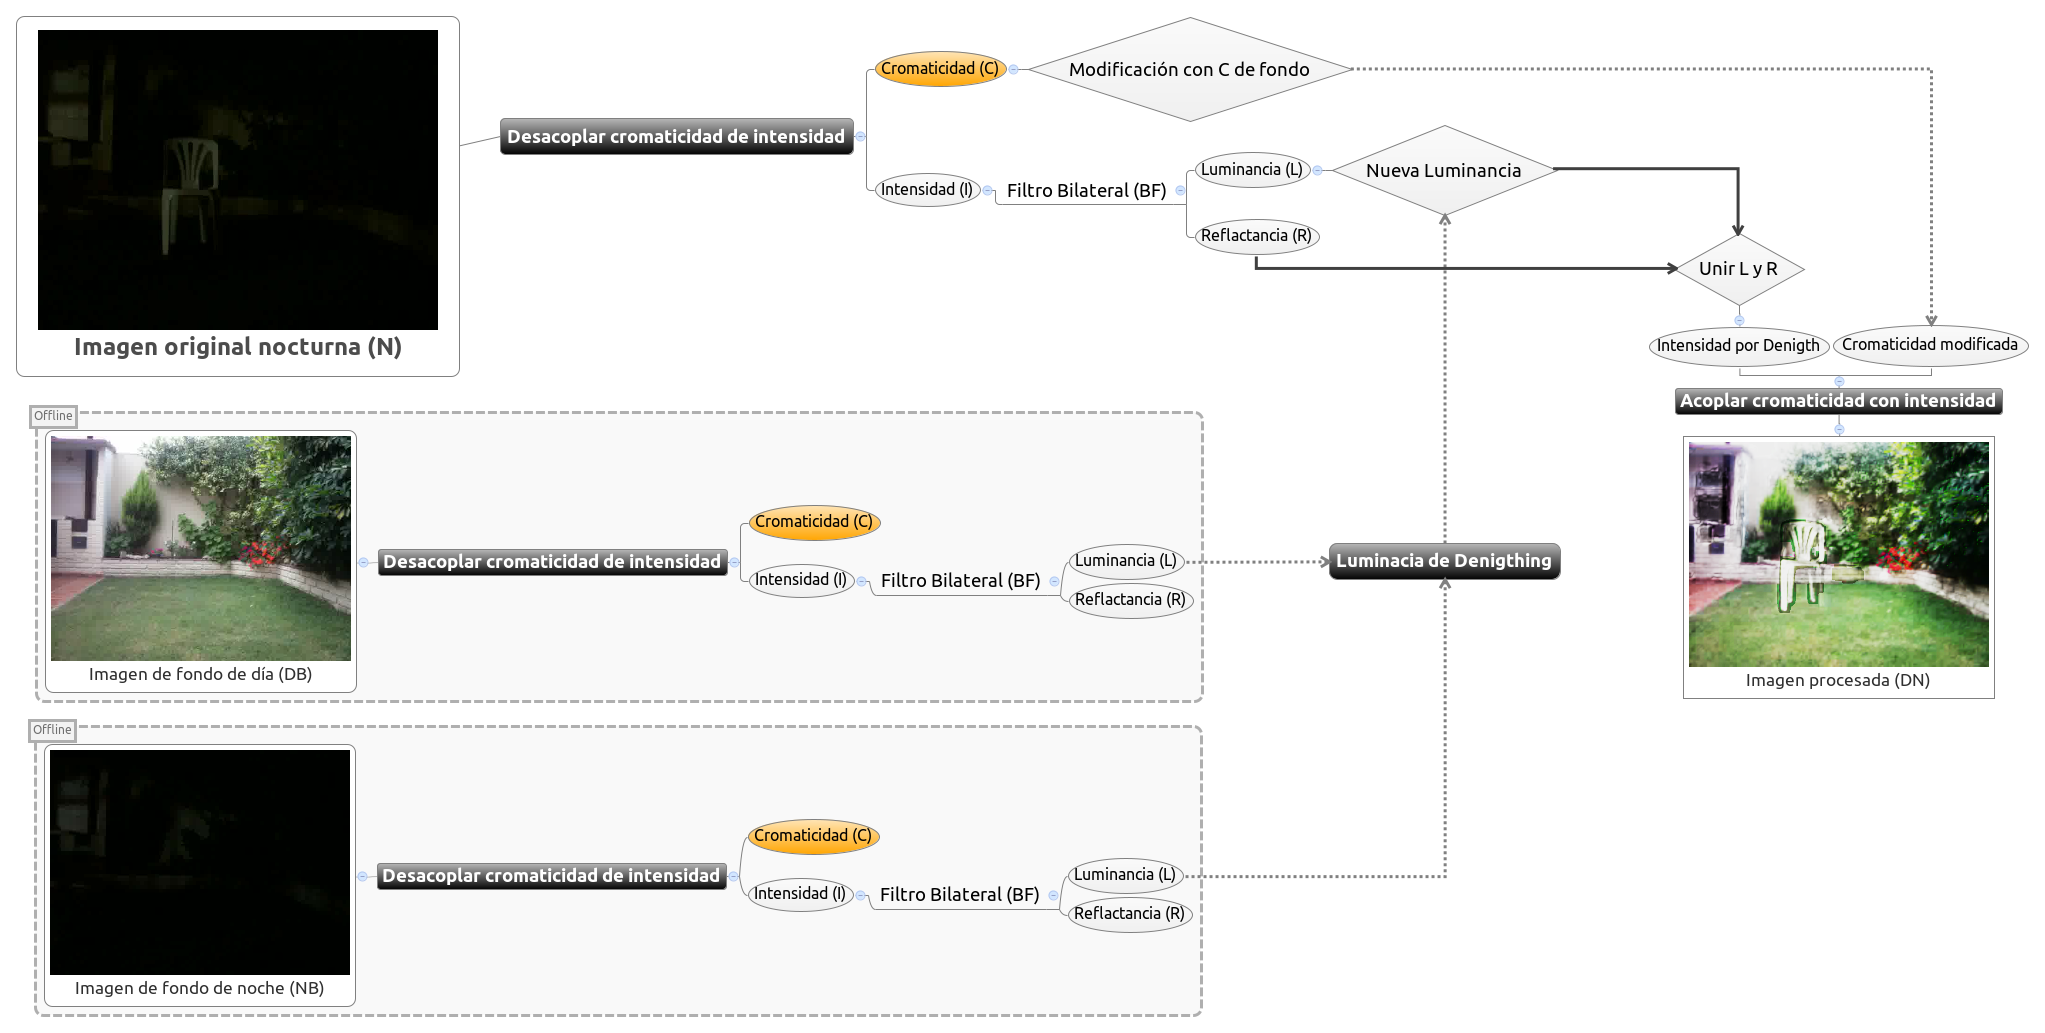 Imagen original nocturna (N)
Desacoplar cromaticidad de intensidad
Cromaticidad (C)
Modificación con C de fondo
Intensidad (I)
Filtro Bilateral (BF)
Luminancia (L)
Nueva Luminancia
Reflactancia (R)
Unir L y R
Intensidad por Denigth
Cromaticidad modificada
Acoplar cromaticidad con intensidad
Imagen procesada (DN)
Offline
Imagen de fondo de día (DB)
Desacoplar cromaticidad de intensidad
Cromaticidad (C)
Intensidad (I)
Filtro Bilateral (BF)
Luminancia (L)
Reflactancia (R)
Luminacia de Denigthing
Offline
Imagen de fondo de noche (NB)
Desacoplar cromaticidad de intensidad
Cromaticidad (C)
Intensidad (I)
Filtro Bilateral (BF)
Luminancia (L)
Reflactancia (R)